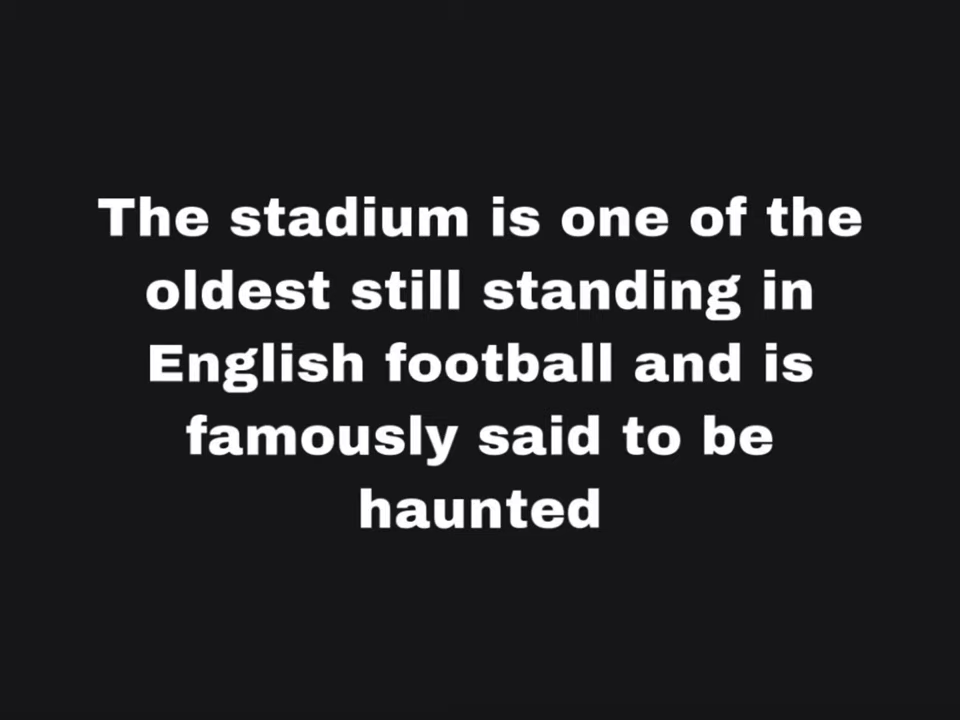 The stadium is one of the
oldest still standing in
English football and is
famously said to be
haunted